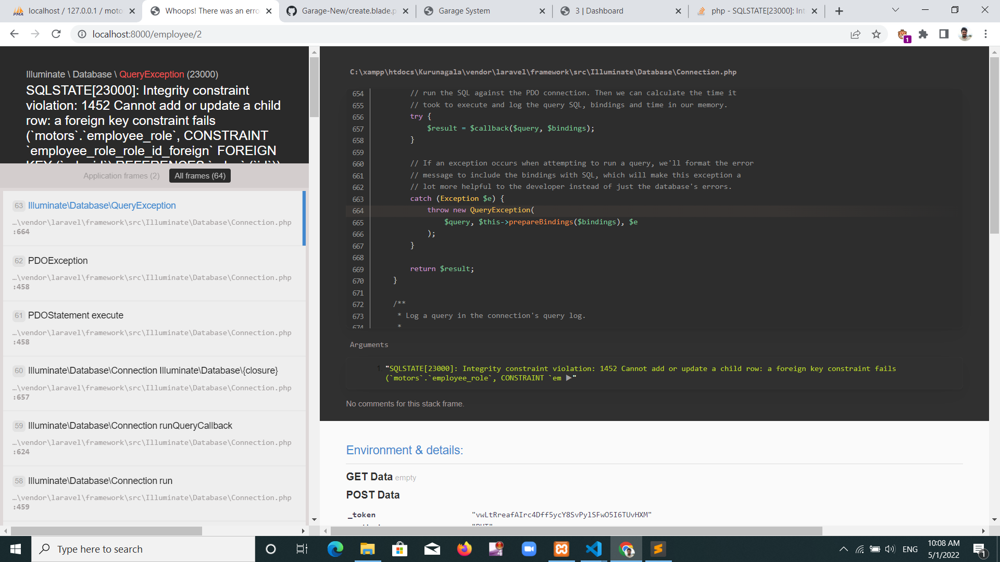 localhost / 127.0.0.1 / moto
Whoops! There was an erro
Garage-New/create.blade.p
Garage System
3 | Dashboard
php - SQLSTATE[23000]: Int
localhost:8000/employee/2
1
Illuminate \ Database \ QueryException (23000)
SQLSTATE[23000]: Integrity constraint
violation: 1452 Cannot add or update a child
row: a foreign key constraint fails
(`motors`.`employee_role`, CONSTRAINT
`employee_role_role_id_foreign` FOREIGN
KEY (`role_id`) REFERENCES `roles` (`id`))
Application frames (2) All frames (64)
63 Illuminate\Database\QueryException
…\vendor\laravel\framework\src\Illuminate\Database\Connection.php
:664
62 PDOException
…\vendor\laravel\framework\src\Illuminate\Database\Connection.php
:458
61 PDOStatement execute
…\vendor\laravel\framework\src\Illuminate\Database\Connection.php
:458
60 Illuminate\Database\Connection Illuminate\Database\{closure}
…\vendor\laravel\framework\src\Illuminate\Database\Connection.php
:657
59 Illuminate\Database\Connection runQueryCallback
…\vendor\laravel\framework\src\Illuminate\Database\Connection.php
:624
58 Illuminate\Database\Connection run
…\vendor\laravel\framework\src\Illuminate\Database\Connection.php
:459
C:\xampp\htdocs\Kurunagala\vendor\laravel\framework\src\Illuminate\Database\Connection.php
654 // run the SQL against the PDO connection. Then we can calculate the time it
655 // took to execute and log the query SQL, bindings and time in our memory.
656 try {
657 $result = $callback($query, $bindings);
658 }
659
660 // If an exception occurs when attempting to run a query, we'll format the error
661 // message to include the bindings with SQL, which will make this exception a
662 // lot more helpful to the developer instead of just the database's errors.
663 catch (Exception $e) {
664 throw new QueryException(
665 $query, $this->prepareBindings($bindings), $e
666 );
667 }
668
669 return $result;
670 }
671
672 /**
673 * Log a query in the connection's query log.
674 *
Arguments
1. "SQLSTATE[23000]: Integrity constraint violation: 1452 Cannot add or update a child row: a foreign key constraint fails
(`motors`.`employee_role`, CONSTRAINT `em ▶"
No comments for this stack frame.
Environment & details:
GET Data empty
POST Data
_token "vwLtRreafAIrc4Dff5ycY8SvPylSFwO5I6TUvHXM"
Type here to search
ENG
10:08 AM
5/1/2022
1